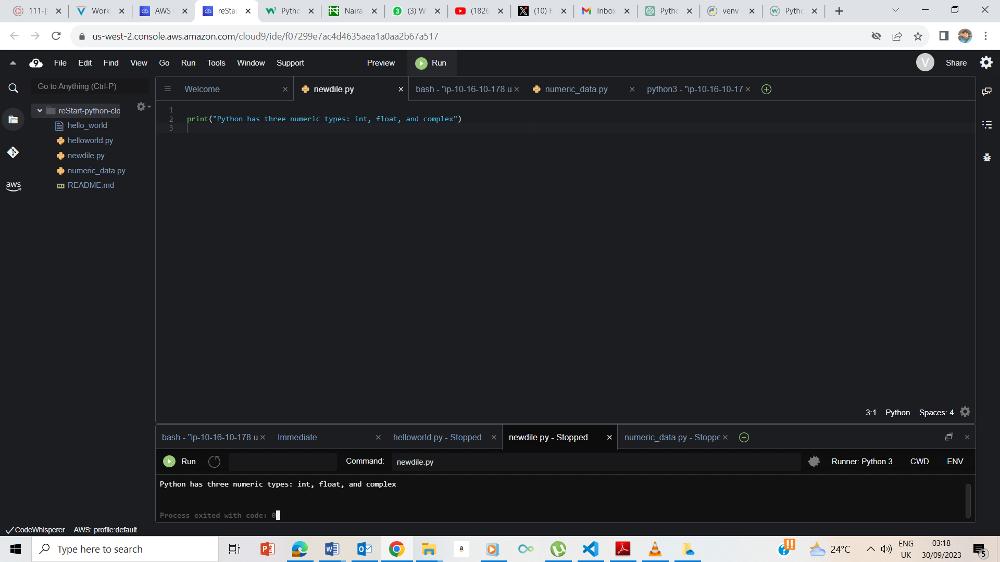 111-[
Work
AWS
reStar
Pytho
Naira
(3) W
(1826
(10) H
Inbox
Pytho
venv
Pytho
us-west-2.console.aws.amazon.com/cloud9/ide/f07299e7ac4d4635aea1a0aa2b67a517
9 File Edit Find View Go Run Tools Window Support Preview Run V Share
Go to Anything (Ctrl-P)
Welcome
newdile.py
bash - "ip-10-16-10-178.u
numeric_data.py
python3 - "ip-10-16-10-17
reStart-python-clo
hello_world
helloworld.py
newdile.py
numeric_data.py
README.md
aws
1
2 print("Python has three numeric types: int, float, and complex")
3
3:1 Python Spaces: 4
bash - "ip-10-16-10-178.u
Immediate
helloworld.py - Stopped
newdile.py - Stopped
numeric_data.py - Stoppe
Run Command: newdile.py Runner: Python 3 CWD ENV
Python has three numeric types: int, float, and complex
Process exited with code: 0
CodeWhisperer AWS: profile:default
Type here to search
24°C
ENG
UK
03:18
30/09/2023
5